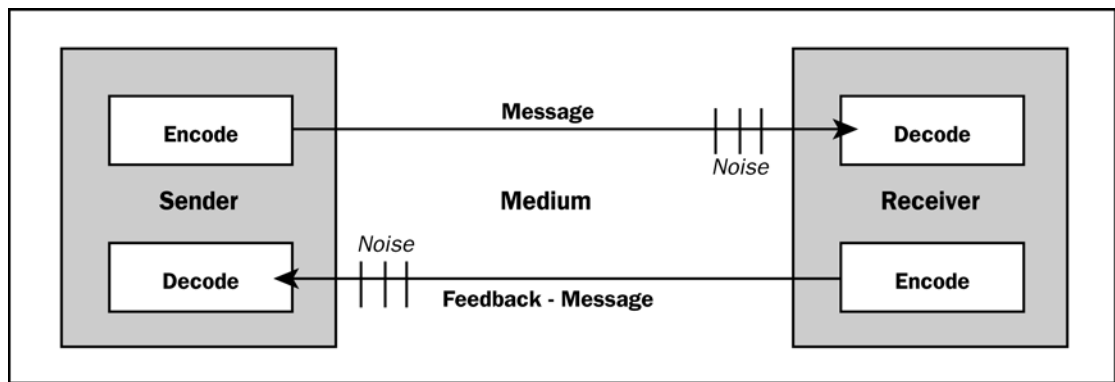 Message
Encode
Decode
Noise
Sender
Medium
Receiver
Noise
Decode
Encode
Feedback - Message